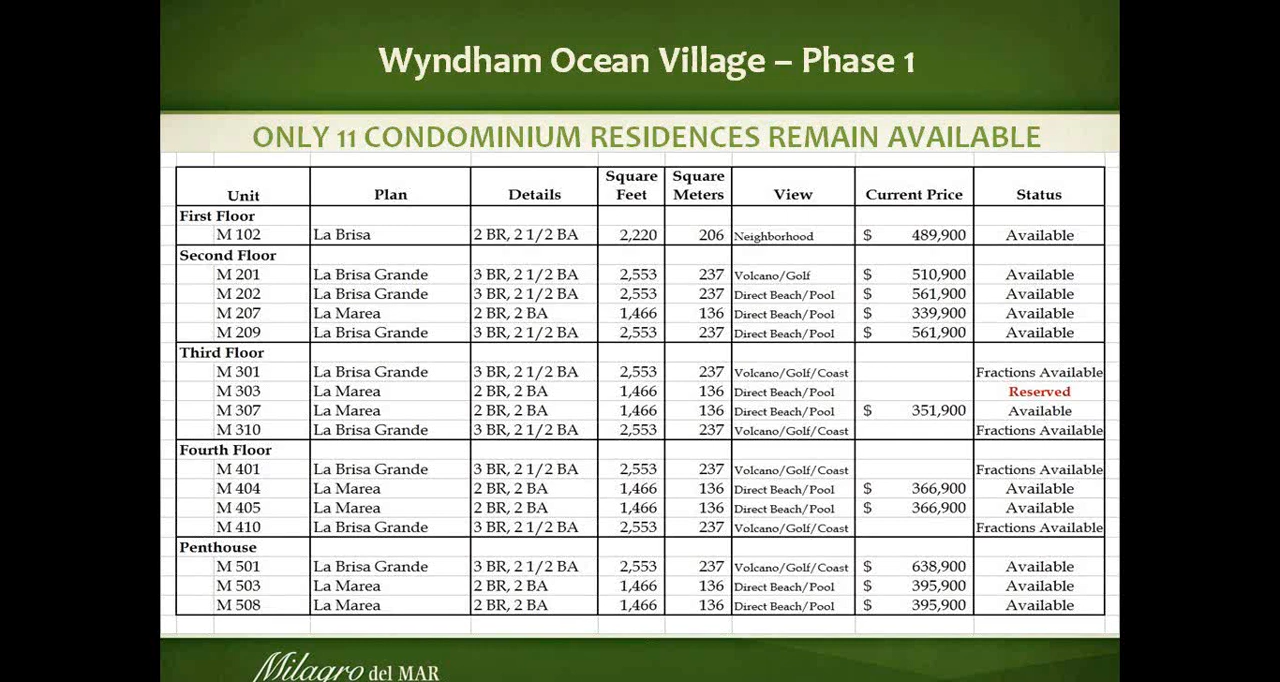 Wyndham Ocean Village – Phase 1
ONLY 11 CONDOMINIUM RESIDENCES REMAIN AVAILABLE
Unit Plan Details Square Feet Square Meters View Current Price Status
First Floor
M 102 La Brisa 2 BR, 2 1/2 BA 2,220 206 Neighborhood $ 489,900 Available
Second Floor
M 201 La Brisa Grande 3 BR, 2 1/2 BA 2,553 237 Volcano/Golf $ 510,900 Available
M 202 La Brisa Grande 3 BR, 2 1/2 BA 2,553 237 Direct Beach/Pool $ 561,900 Available
M 207 La Marea 2 BR, 2 BA 1,466 136 Direct Beach/Pool $ 339,900 Available
M 209 La Brisa Grande 3 BR, 2 1/2 BA 2,553 237 Direct Beach/Pool $ 561,900 Available
Third Floor
M 301 La Brisa Grande 3 BR, 2 1/2 BA 2,553 237 Volcano/Golf/Coast Fractions Available
M 303 La Marea 2 BR, 2 BA 1,466 136 Direct Beach/Pool Reserved
M 307 La Marea 2 BR, 2 BA 1,466 136 Direct Beach/Pool $ 351,900 Available
M 310 La Brisa Grande 3 BR, 2 1/2 BA 2,553 237 Volcano/Golf/Coast Fractions Available
Fourth Floor
M 401 La Brisa Grande 3 BR, 2 1/2 BA 2,553 237 Volcano/Golf/Coast Fractions Available
M 404 La Marea 2 BR, 2 BA 1,466 136 Direct Beach/Pool $ 366,900 Available
M 405 La Marea 2 BR, 2 BA 1,466 136 Direct Beach/Pool $ 366,900 Available
M 410 La Brisa Grande 3 BR, 2 1/2 BA 2,553 237 Volcano/Golf/Coast Fractions Available
Penthouse
M 501 La Brisa Grande 3 BR, 2 1/2 BA 2,553 237 Volcano/Golf/Coast $ 638,900 Available
M 503 La Marea 2 BR, 2 BA 1,466 136 Direct Beach/Pool $ 395,900 Available
M 508 La Marea 2 BR, 2 BA 1,466 136 Direct Beach/Pool $ 395,900 Available
Milagro del MAR